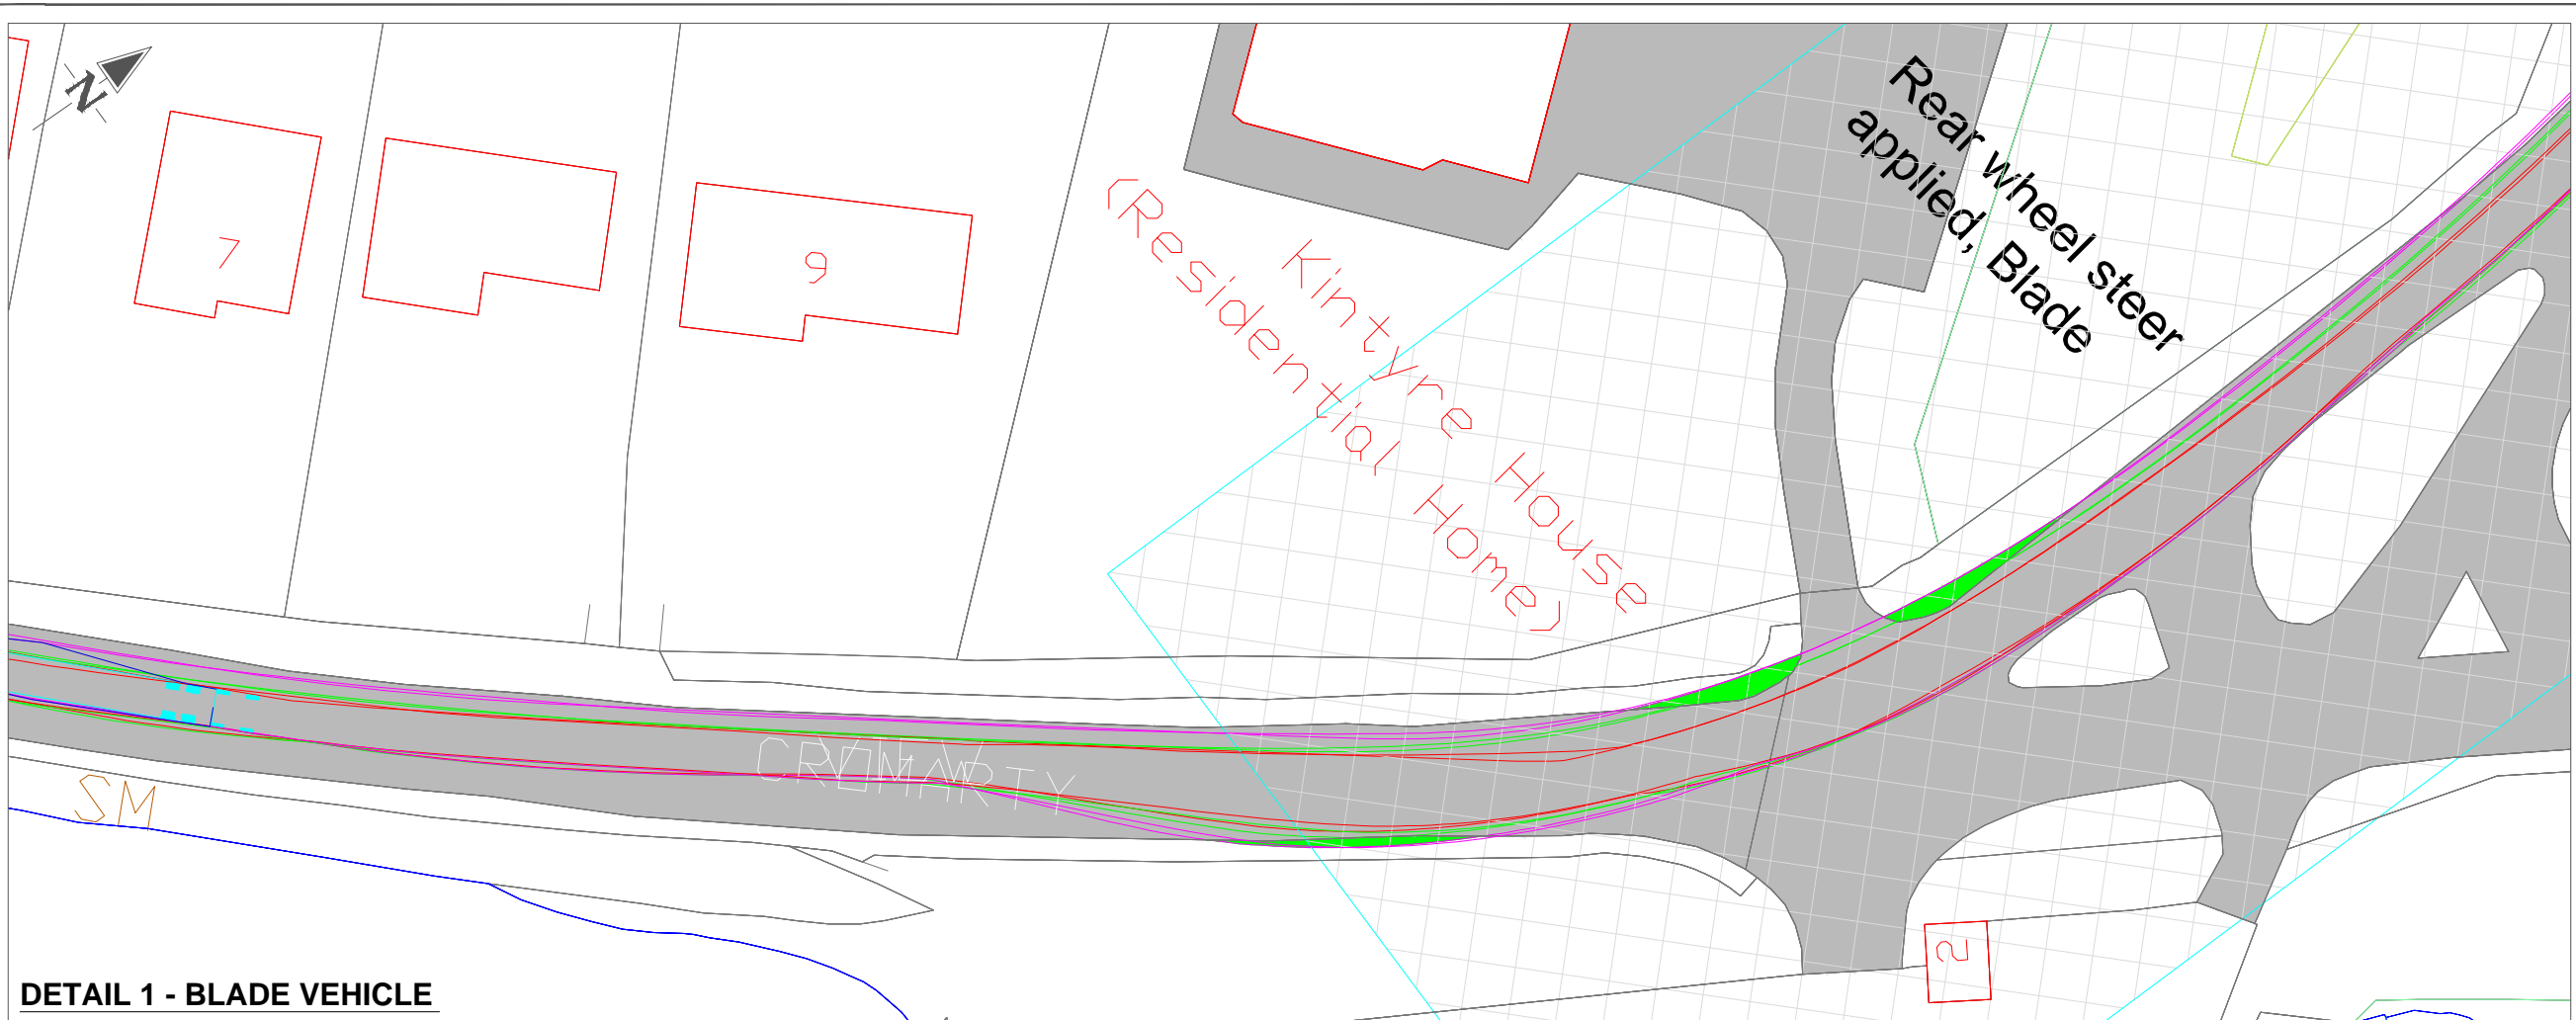 N
Rear wheel steer
applied, Blade
7
9
Kintyre House
(Residential Home)
CROMARTY
SM
2
DETAIL 1 - BLADE VEHICLE